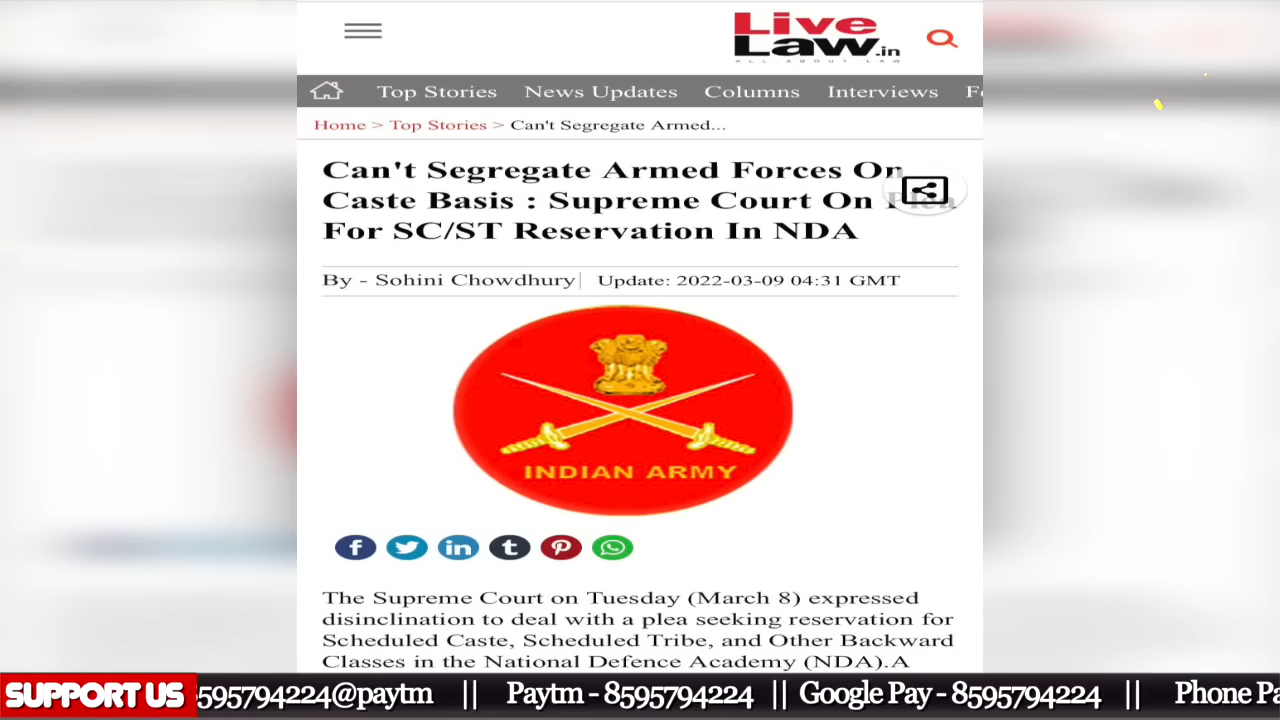 Live
Law.in
ALL ABOUT LAW
Top Stories News Updates Columns Interviews
Home > Top Stories > Can't Segregate Armed...
Can't Segregate Armed Forces On
Caste Basis : Supreme Court On Plea
For SC/ST Reservation In NDA
By - Sohini Chowdhury| Update: 2022-03-09 04:31 GMT
INDIAN ARMY
The Supreme Court on Tuesday (March 8) expressed
disinclination to deal with a plea seeking reservation for
Scheduled Caste, Scheduled Tribe, and Other Backward
Classes in the National Defence Academy (NDA).A
SUPPORT US 8595794224@paytm || Paytm - 8595794224 || Google Pay - 8595794224 || Phone Pa